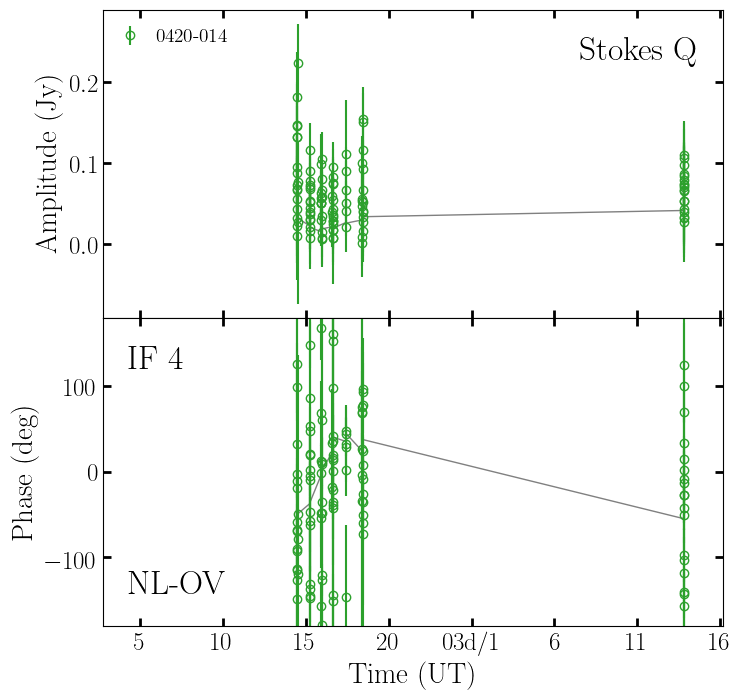 0420-014
Stokes Q
Amplitude (Jy)
0.2
0.1
0.0
IF 4
Phase (deg)
100
0
−100
NL-OV
5 10 15 20 03d/1 6 11 16
Time (UT)